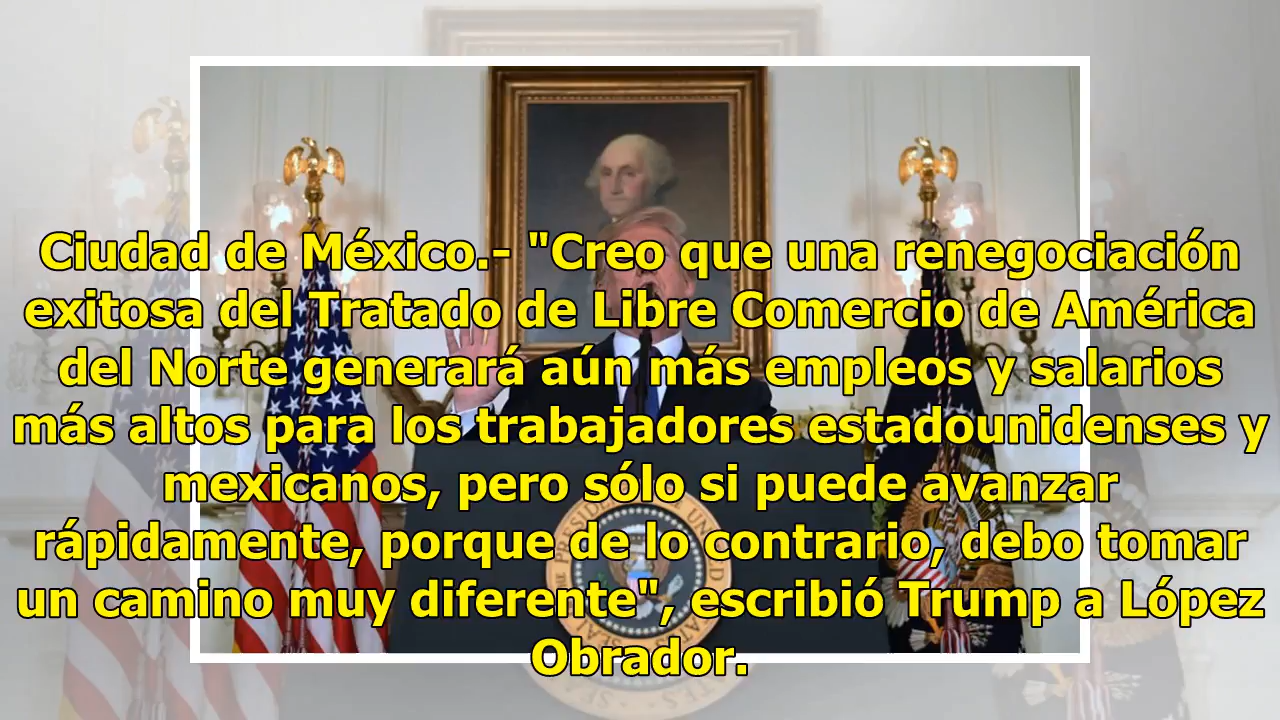 Ciudad de México.- "Creo que una renegociación
exitosa del Tratado de Libre Comercio de América
del Norte generará aún más empleos y salarios
más altos para los trabajadores estadounidenses y
mexicanos, pero sólo si puede avanzar
rápidamente, porque de lo contrario, debo tomar
un camino muy diferente", escribió Trump a López
Obrador.